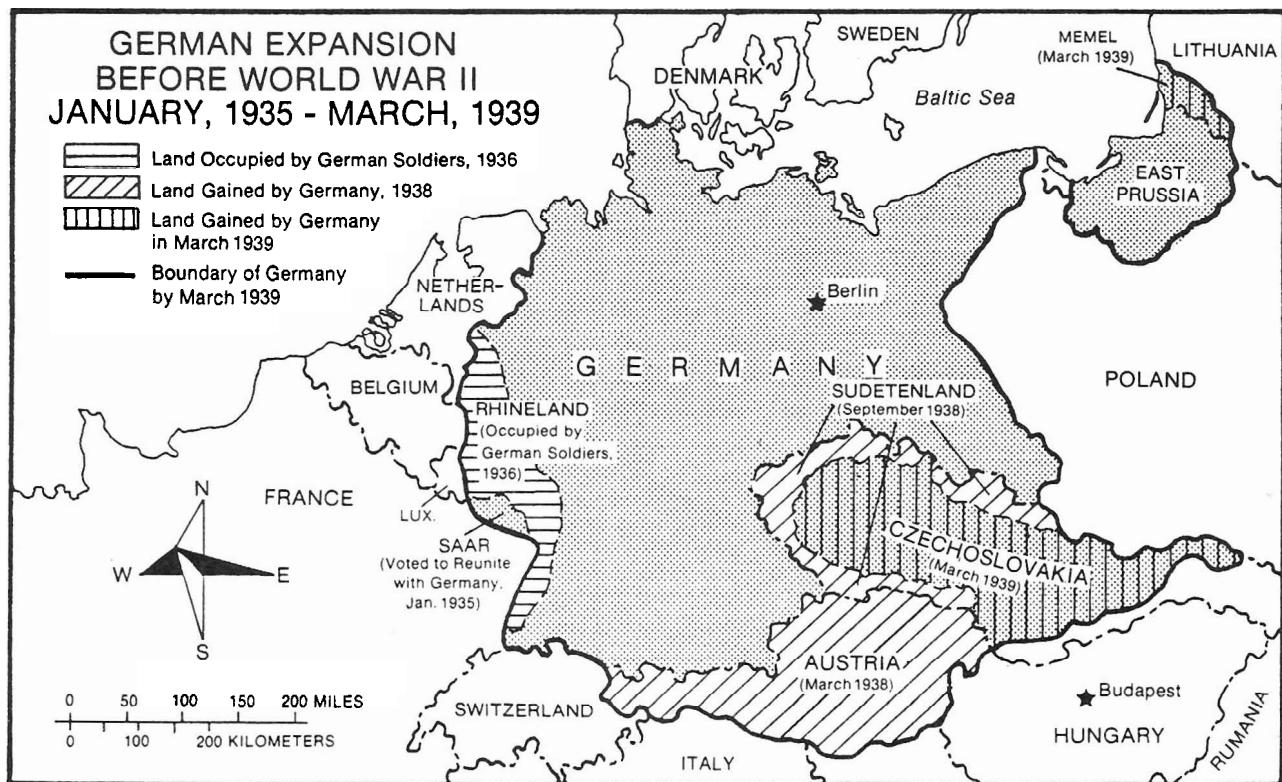 GERMAN EXPANSION
BEFORE WORLD WAR II
JANUARY, 1935 - MARCH, 1939
Land Occupied by German Soldiers, 1936
Land Gained by Germany, 1938
Land Gained by Germany
in March 1939
Boundary of Germany
by March 1939
SWEDEN
DENMARK
Baltic Sea
MEMEL
(March 1939)
LITHUANIA
EAST
PRUSSIA
NETHER-
LANDS
Berlin
GERMANY
BELGIUM
POLAND
SUDETENLAND
(September 1938)
RHINELAND
(Occupied by
German Soldiers,
1936)
FRANCE
LUX.
SAAR
(Voted to Reunite
with Germany,
Jan. 1935)
CZECHOSLOVAKIA
(March 1939)
N
W
E
S
AUSTRIA
(March 1938)
SWITZERLAND
ITALY
Budapest
HUNGARY
RUMANIA
0 50 100 150 200 MILES
0 100 200 KILOMETERS